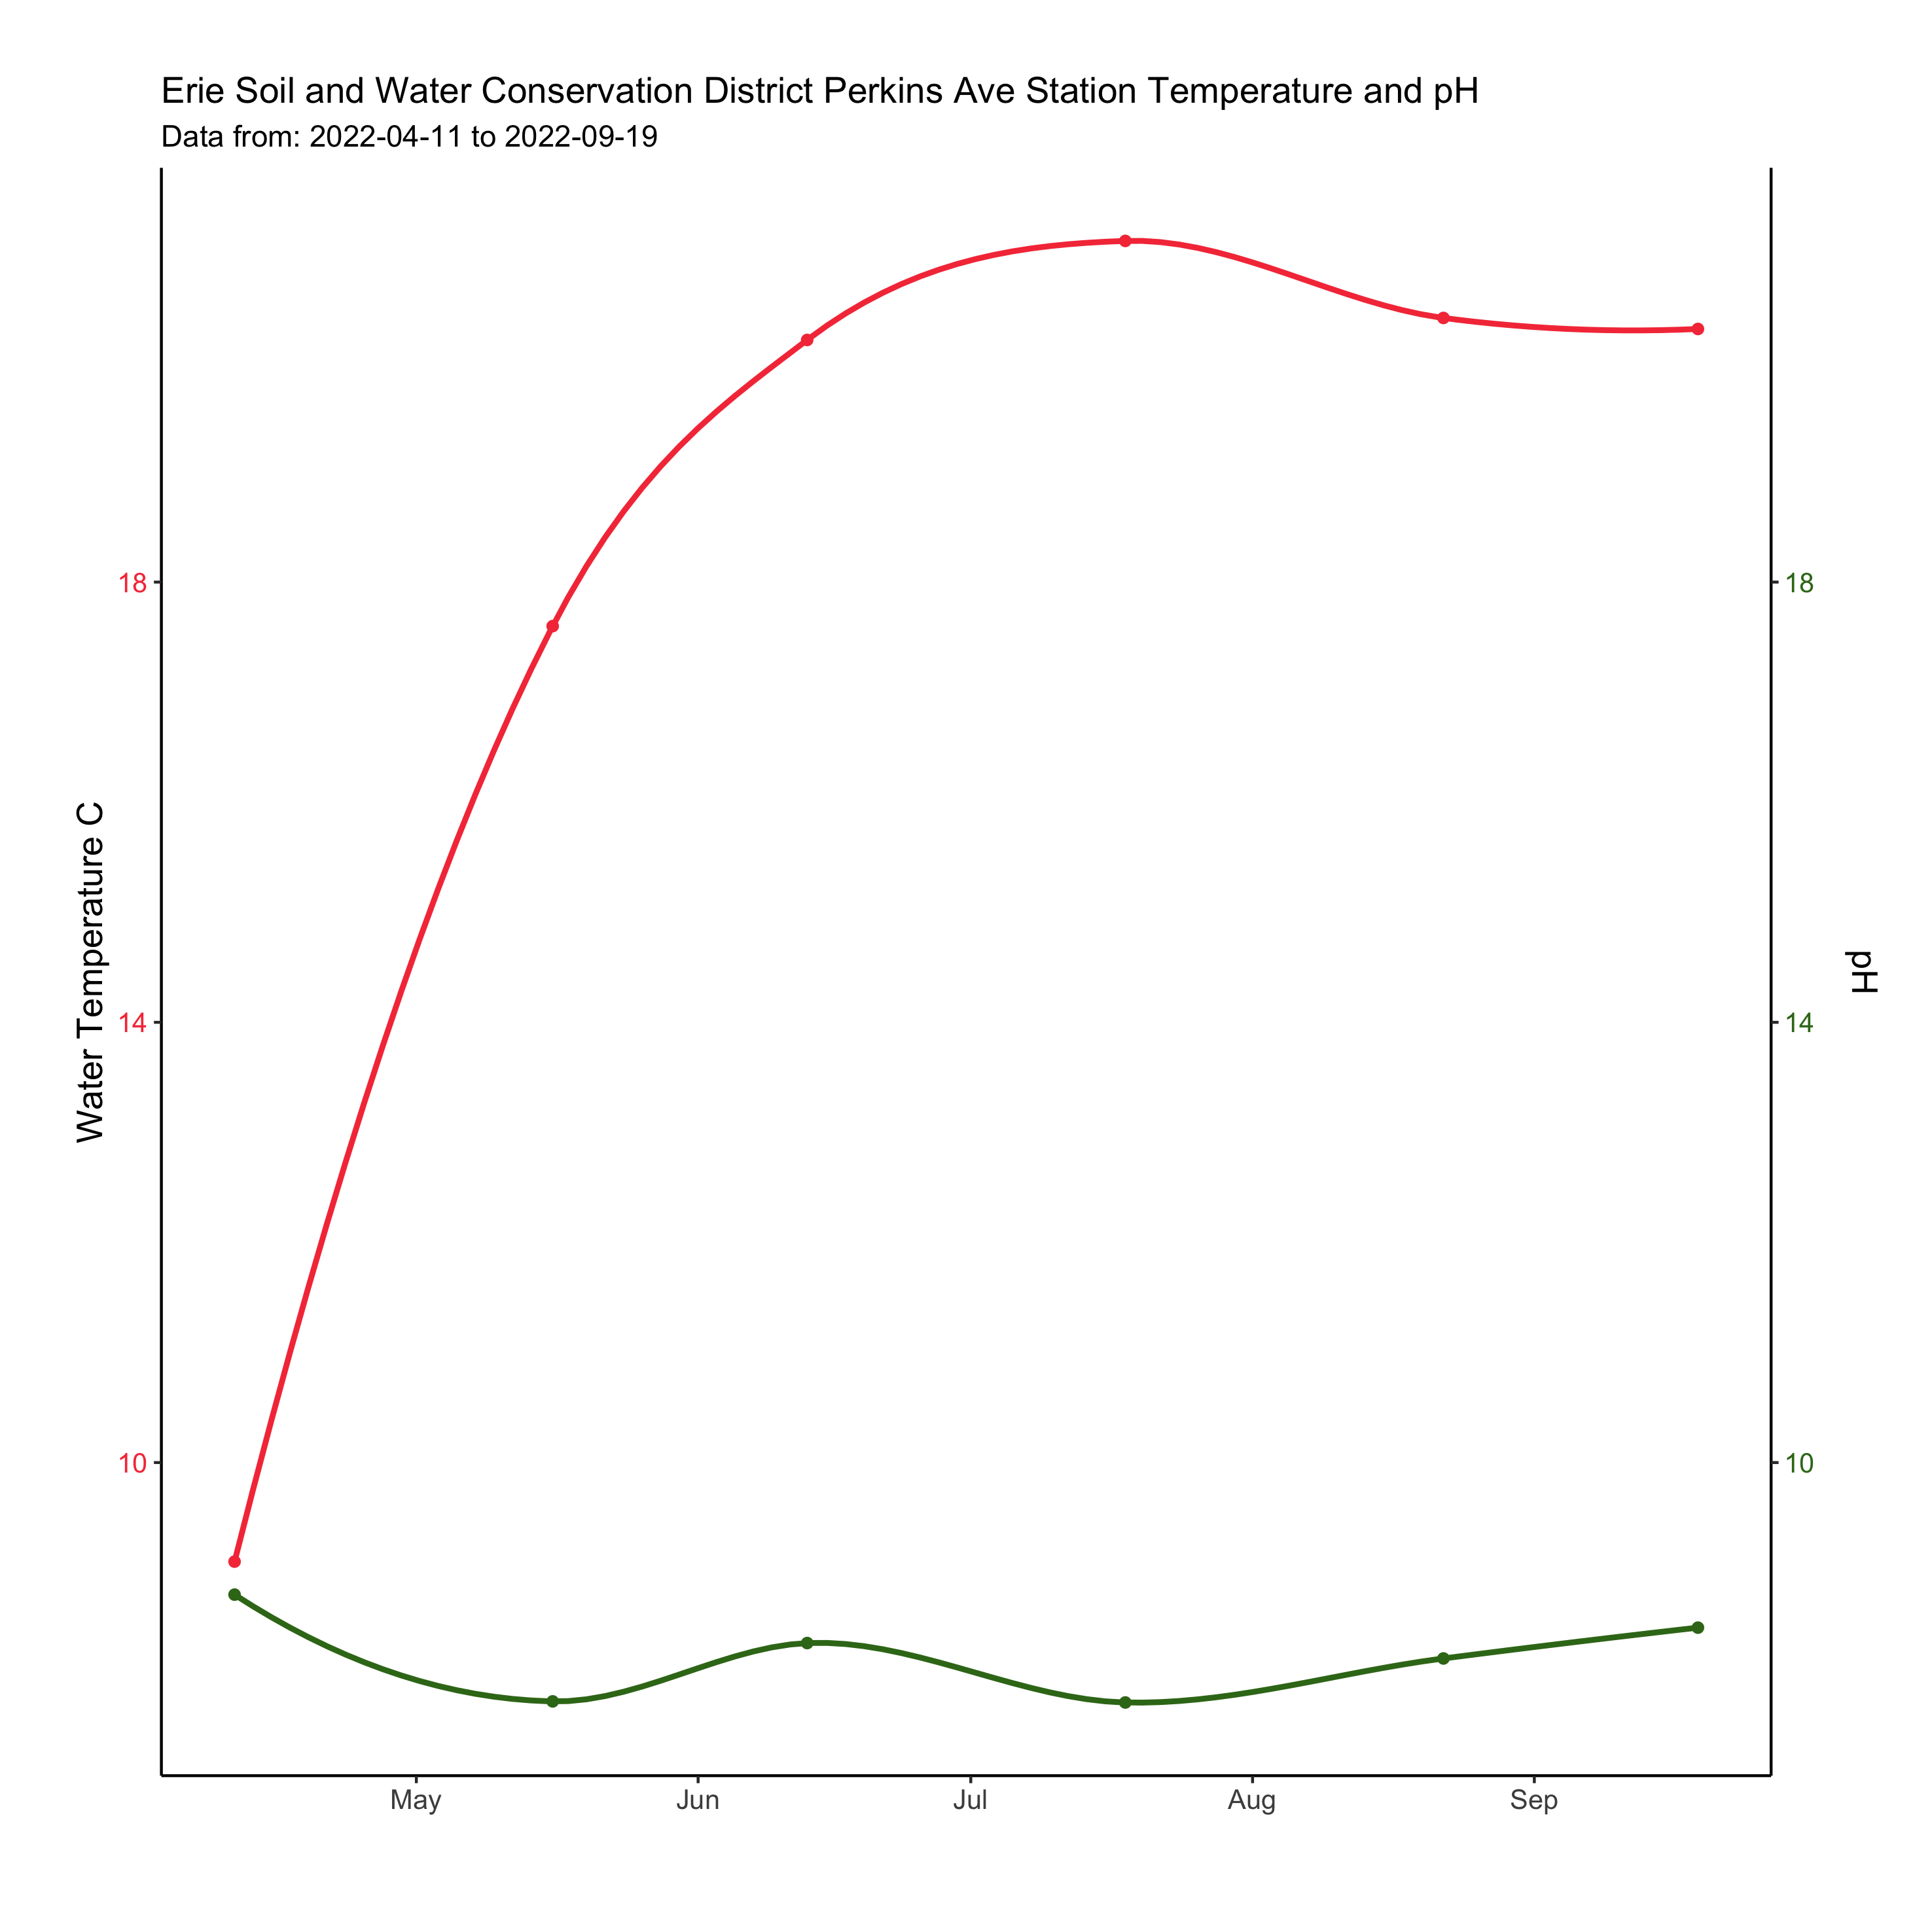 Erie Soil and Water Conservation District Perkins Ave Station Temperature and pH
Data from: 2022-04-11 to 2022-09-19
Water Temperature C
18
14
10
18
14
10
pH
May
Jun
Jul
Aug
Sep